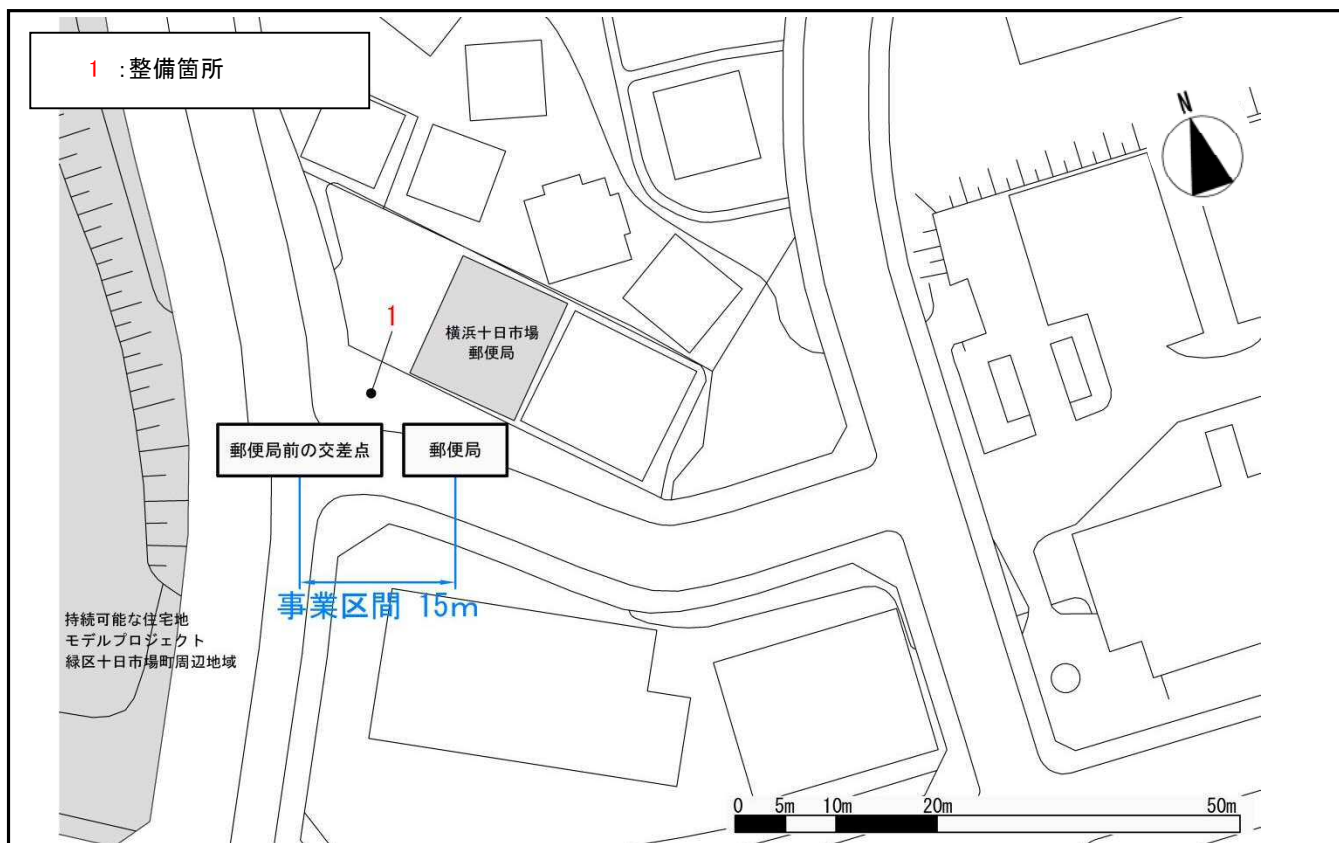 1 :整備箇所
N
1
横浜十日市場
郵便局
郵便局前の交差点
郵便局
事業区間 15m
持続可能な住宅地
モデルプロジェクト
緑区十日市場町周辺地域
0 5m 10m 20m 50m